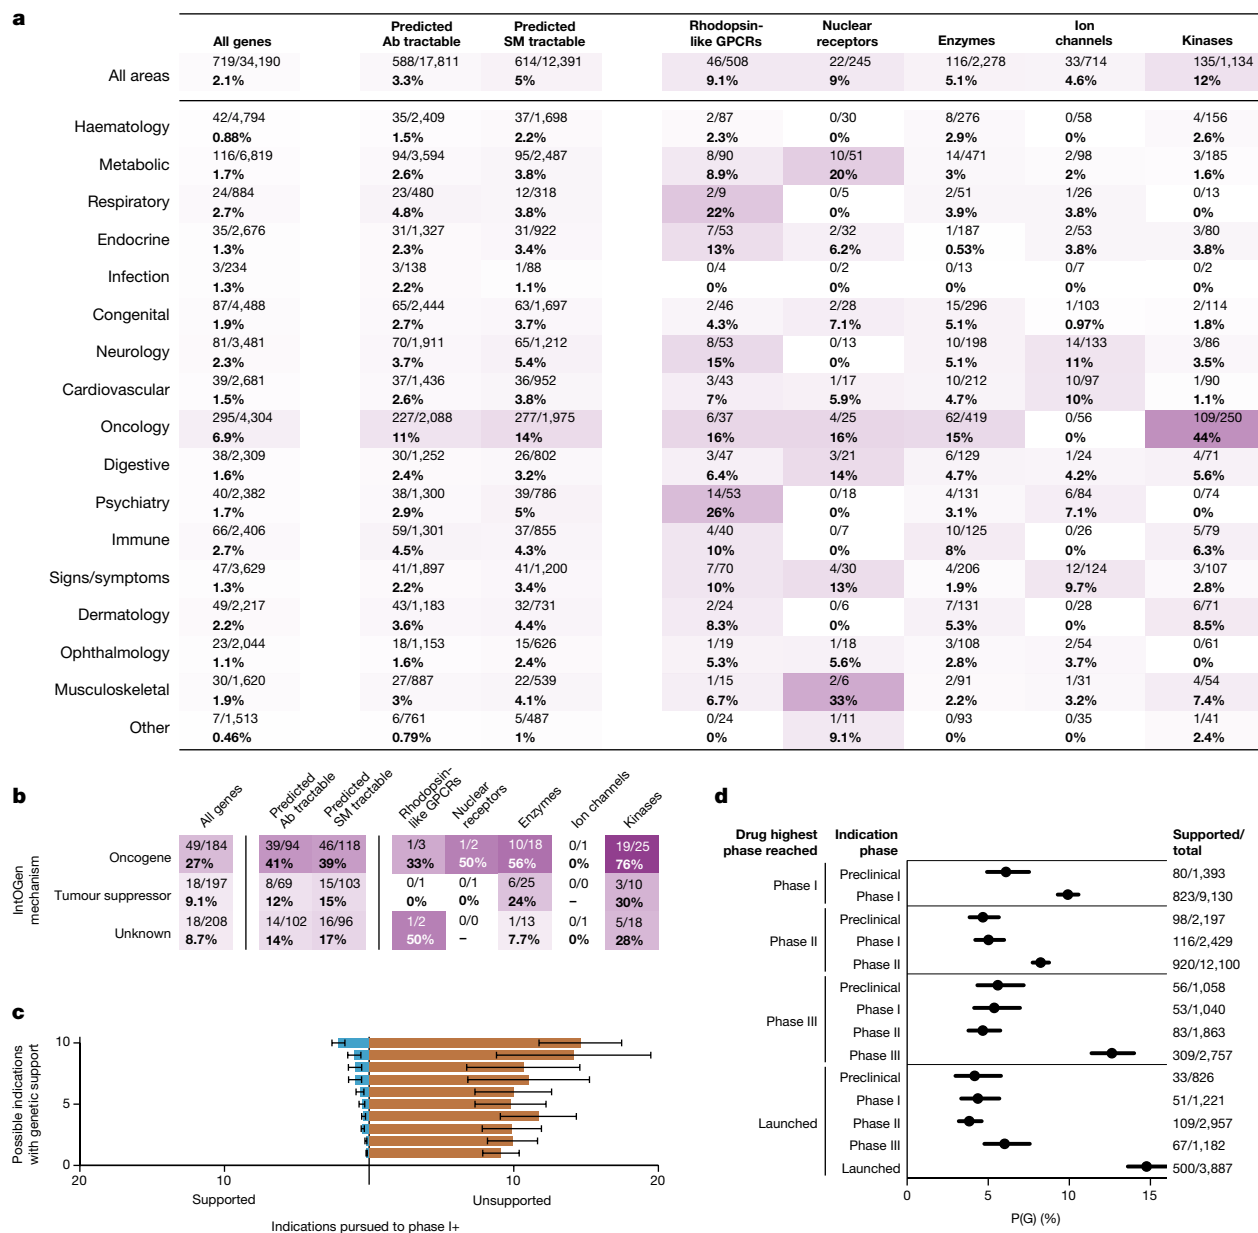 a
All genes
Predicted
Ab tractable
Predicted
SM tractable
Rhodopsin-
like GPCRs
Nuclear
receptors
Enzymes
Ion
channels
Kinases
All areas
719/34,190 588/17,811 614/12,391 46/508 22/245 116/2,278 33/714 135/1,134
2.1% 3.3% 5% 9.1% 9% 5.1% 4.6% 12%
Haematology
42/4,794 35/2,409 37/1,698 2/87 0/30 8/276 0/58 4/156
0.88% 1.5% 2.2% 2.3% 0% 2.9% 0% 2.6%
Metabolic
116/6,819 94/3,594 95/2,487 8/90 10/51 14/471 2/98 3/185
1.7% 2.6% 3.8% 8.9% 20% 3% 2% 1.6%
Respiratory
24/884 23/480 12/318 2/9 0/5 2/51 1/26 0/13
2.7% 4.8% 3.8% 22% 0% 3.9% 3.8% 0%
Endocrine
35/2,676 31/1,327 31/922 7/53 2/32 1/187 2/53 3/80
1.3% 2.3% 3.4% 13% 6.2% 0.53% 3.8% 3.8%
Infection
3/234 3/138 1/88 0/4 0/2 0/13 0/7 0/2
1.3% 2.2% 1.1% 0% 0% 0% 0% 0%
Congenital
87/4,488 65/2,444 63/1,697 2/46 2/28 15/296 1/103 2/114
1.9% 2.7% 3.7% 4.3% 7.1% 5.1% 0.97% 1.8%
Neurology
81/3,481 70/1,911 65/1,212 8/53 0/13 10/198 14/133 3/86
2.3% 3.7% 5.4% 15% 0% 5.1% 11% 3.5%
Cardiovascular
39/2,681 37/1,436 36/952 3/43 1/17 10/212 10/97 1/90
1.5% 2.6% 3.8% 7% 5.9% 4.7% 10% 1.1%
Oncology
295/4,304 227/2,088 277/1,975 6/37 4/25 62/419 0/56 109/250
6.9% 11% 14% 16% 16% 15% 0% 44%
Digestive
38/2,309 30/1,252 26/802 3/47 3/21 6/129 1/24 4/71
1.6% 2.4% 3.2% 6.4% 14% 4.7% 4.2% 5.6%
Psychiatry
40/2,382 38/1,300 39/786 14/53 0/18 4/131 6/84 0/74
1.7% 2.9% 5% 26% 0% 3.1% 7.1% 0%
Immune
66/2,406 59/1,301 37/855 4/40 0/7 10/125 0/26 5/79
2.7% 4.5% 4.3% 10% 0% 8% 0% 6.3%
Signs/symptoms
47/3,629 41/1,897 41/1,200 7/70 4/30 4/206 12/124 3/107
1.3% 2.2% 3.4% 10% 13% 1.9% 9.7% 2.8%
Dermatology
49/2,217 43/1,183 32/731 2/24 0/6 7/131 0/28 6/71
2.2% 3.6% 4.4% 8.3% 0% 5.3% 0% 8.5%
Ophthalmology
23/2,044 18/1,153 15/626 1/19 1/18 3/108 2/54 0/61
1.1% 1.6% 2.4% 5.3% 5.6% 2.8% 3.7% 0%
Musculoskeletal
30/1,620 27/887 22/539 1/15 2/6 2/91 1/31 4/54
1.9% 3% 4.1% 6.7% 33% 2.2% 3.2% 7.4%
Other
7/1,513 6/761 5/487 0/24 1/11 0/93 0/35 1/41
0.46% 0.79% 1% 0% 9.1% 0% 0% 2.4%
b
All genes
Predicted
Ab tractable
Predicted
SM tractable
Rhodopsin-
like GPCRs
Nuclear
receptors
Enzymes
Ion channels
Kinases
IntOGen
mechanism
Oncogene
49/184 39/94 46/118 1/3 1/2 10/18 0/1 19/25
27% 41% 39% 33% 50% 56% 0% 76%
Tumour suppressor
18/197 8/69 15/103 0/1 0/1 6/25 0/0 3/10
9.1% 12% 15% 0% 0% 24% – 30%
Unknown
18/208 14/102 16/96 1/2 0/0 1/13 0/1 5/18
8.7% 14% 17% 50% – 7.7% 0% 28%
c
Possible indications
with genetic support
10
5
0
20 10 10 20
Supported Unsupported
Indications pursued to phase I+
d
Drug highest
phase reached
Indication
phase
Supported/
total
Phase I
Preclinical 80/1,393
Phase I 823/9,130
Phase II
Preclinical 98/2,197
Phase I 116/2,429
Phase II 920/12,100
Phase III
Preclinical 56/1,058
Phase I 53/1,040
Phase II 83/1,863
Phase III 309/2,757
Launched
Preclinical 33/826
Phase I 51/1,221
Phase II 109/2,957
Phase III 67/1,182
Launched 500/3,887
0 5 10 15
P(G) (%)